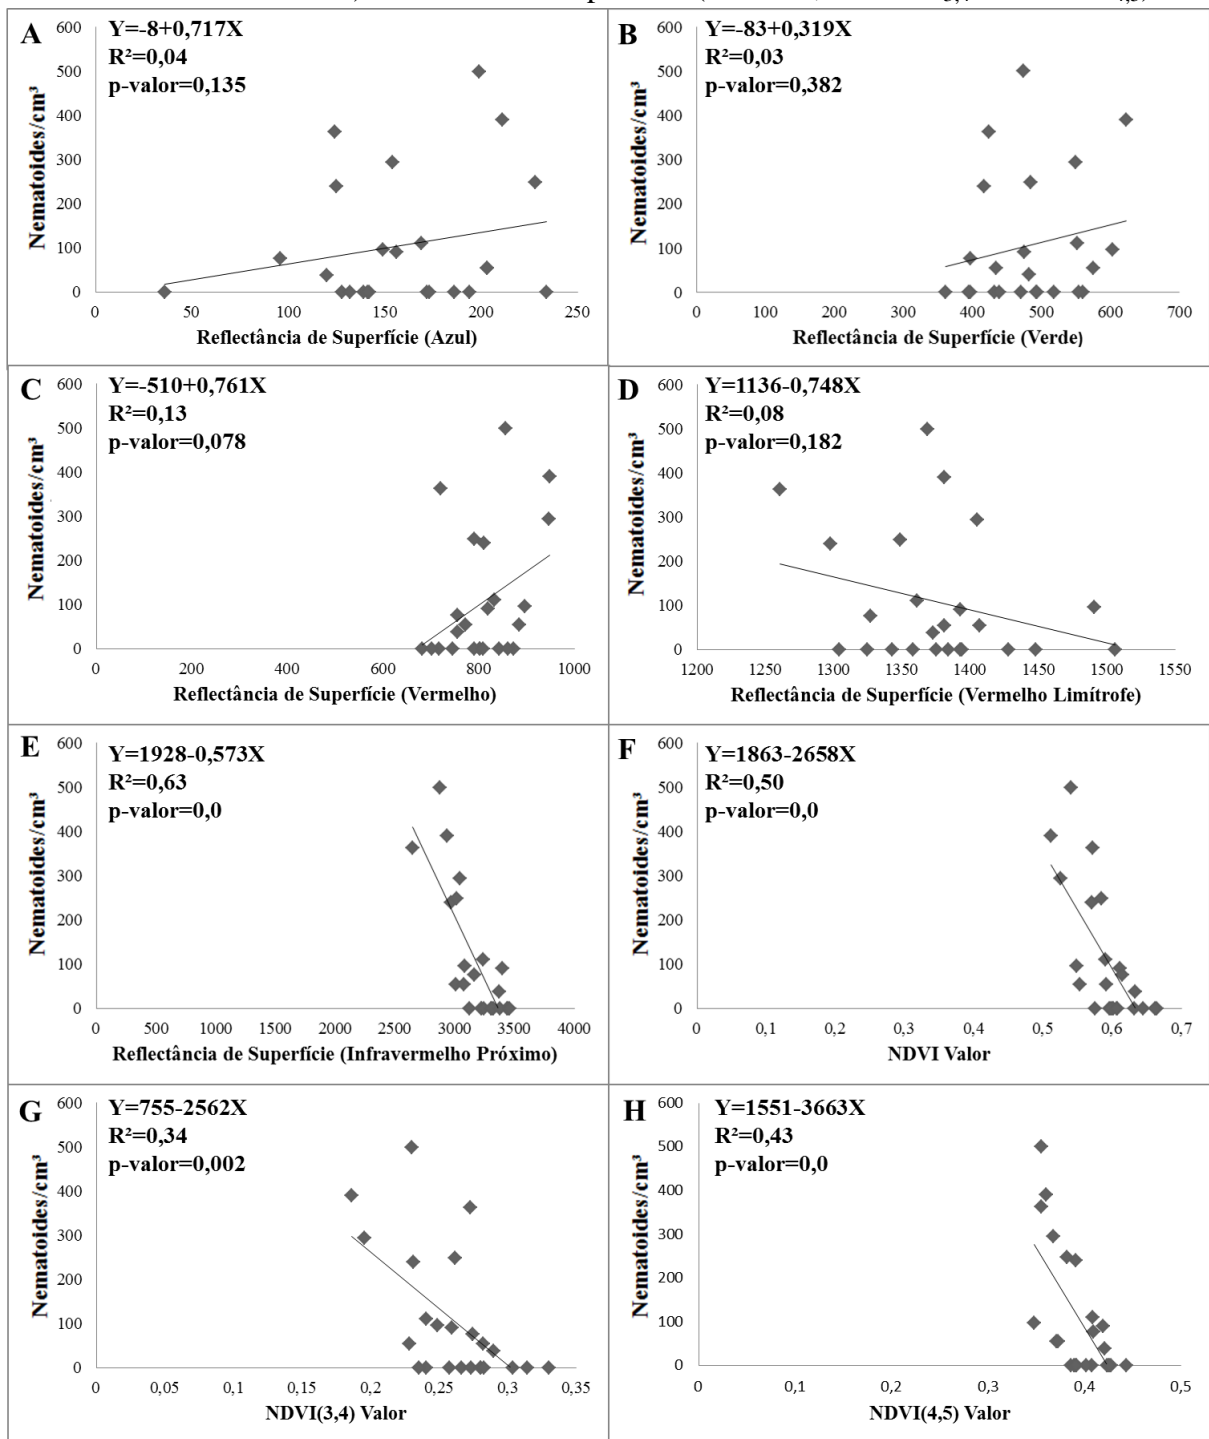 A
Y=-8+0,717X
R²=0,04
p-valor=0,135
Nematoides/cm³
600
500
400
300
200
100
0
0 50 100 150 200 250
Reflectância de Superfície (Azul)
B
Y=-83+0,319X
R²=0,03
p-valor=0,382
Nematoides/cm³
600
500
400
300
200
100
0
0 100 200 300 400 500 600 700
Reflectância de Superfície (Verde)
C
Y=-510+0,761X
R²=0,13
p-valor=0,078
Nematoides/cm³
600
500
400
300
200
100
0
0 200 400 600 800 1000
Reflectância de Superfície (Vermelho)
D
Y=1136-0,748X
R²=0,08
p-valor=0,182
Nematoides/cm³
600
500
400
300
200
100
0
1200 1250 1300 1350 1400 1450 1500 1550
Reflectância de Superfície (Vermelho Limítrofe)
E
Y=1928-0,573X
R²=0,63
p-valor=0,0
Nematoides/cm³
600
500
400
300
200
100
0
0 500 1000 1500 2000 2500 3000 3500 4000
Reflectância de Superfície (Infravermelho Próximo)
F
Y=1863-2658X
R²=0,50
p-valor=0,0
Nematoides/cm³
600
500
400
300
200
100
0
0 0,1 0,2 0,3 0,4 0,5 0,6 0,7
NDVI Valor
G
Y=755-2562X
R²=0,34
p-valor=0,002
Nematoides/cm³
600
500
400
300
200
100
0
0 0,05 0,1 0,15 0,2 0,25 0,3 0,35
NDVI(3,4) Valor
H
Y=1551-3663X
R²=0,43
p-valor=0,0
Nematoides/cm³
600
500
400
300
200
100
0
0 0,1 0,2 0,3 0,4 0,5
NDVI(4,5) Valor